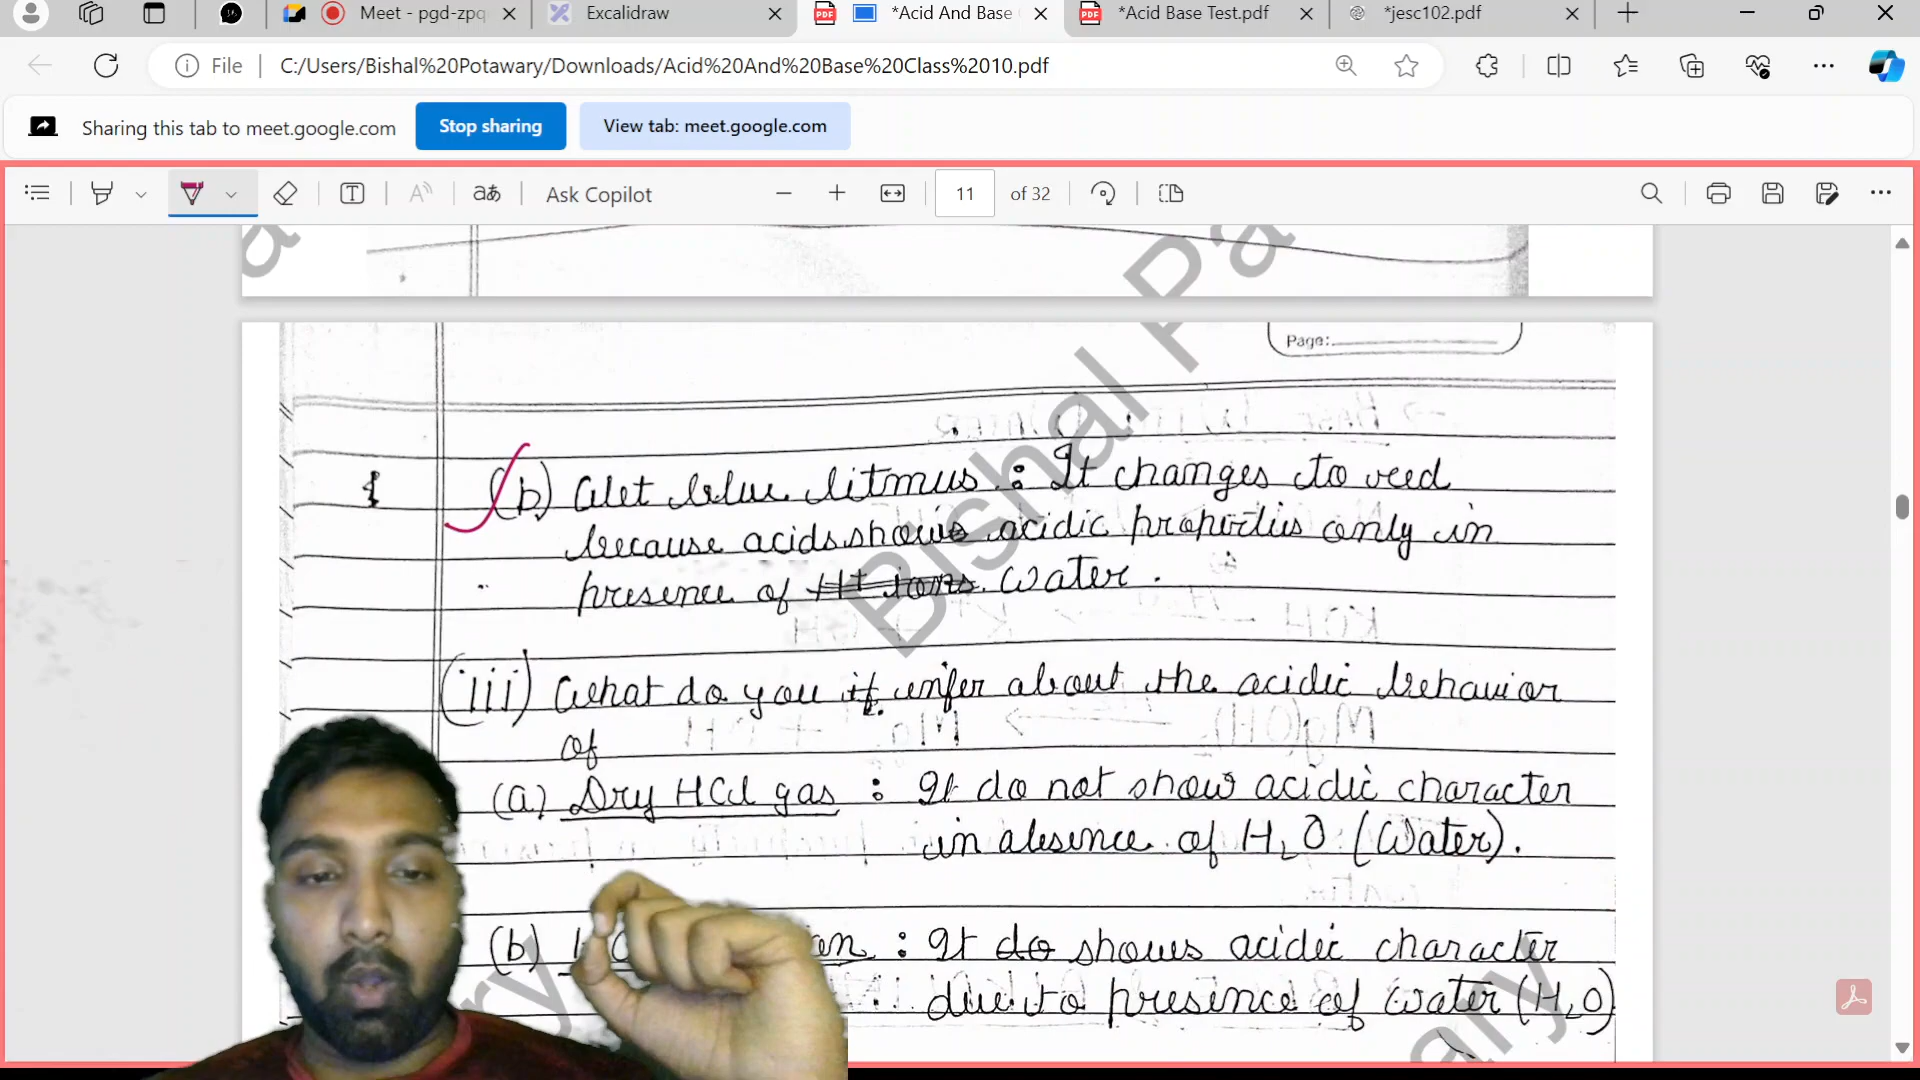 Meet - pgd-zpq
Excalidraw
*Acid And Base
*Acid Base Test.pdf
*jesc102.pdf
File
C:/Users/Bishal%20Potawary/Downloads/Acid%20And%20Base%20Class%2010.pdf
Sharing this tab to meet.google.com
Stop sharing
View tab: meet.google.com
Ask Copilot
11 of 32
Page:
(b) Wet blue litmus : It changes to red
because acids shows acidic properties only in
presence of H+ ions. Water.
(iii) What do you if infer about the acidic behavior
of
(a) Dry HCl gas : It do not show acidic character
in absence of H2O (Water).
(b) : It do shows acidic character
due to presence of water (H2O)
Bishal Pa